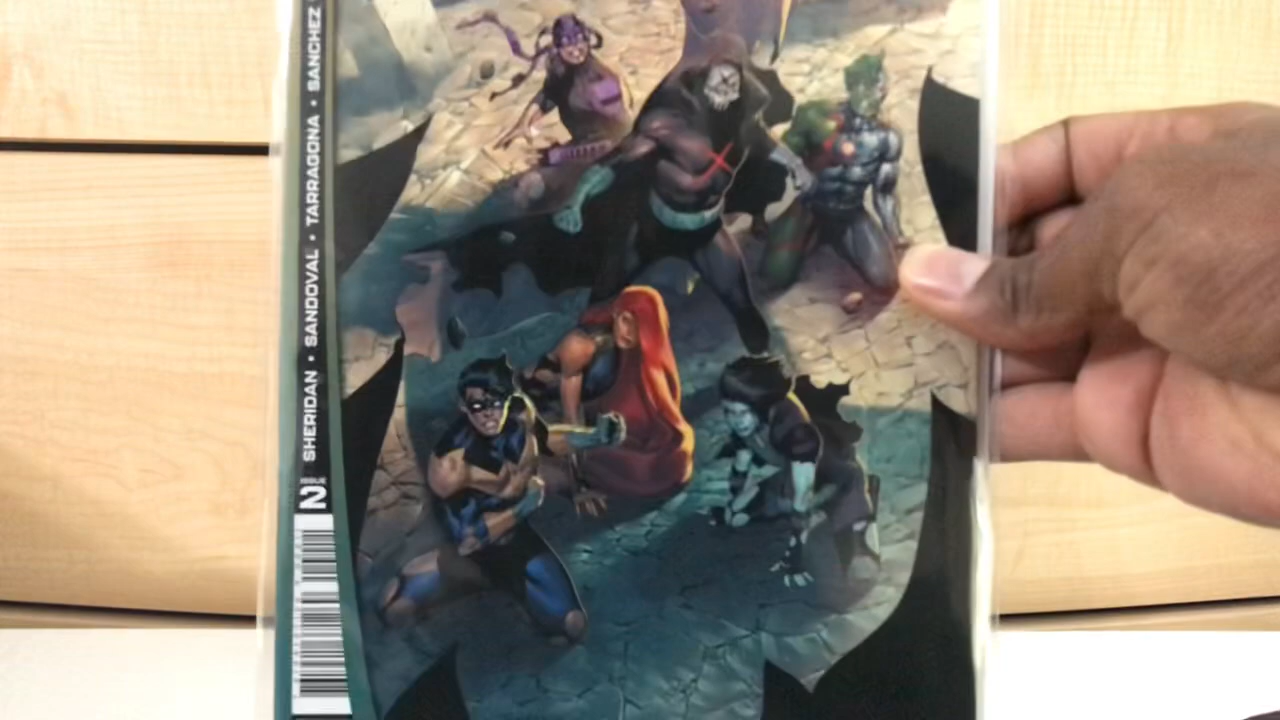 ISSUE
2 SHERIDAN • SANDOVAL • TARRAGONA • SANCHEZ